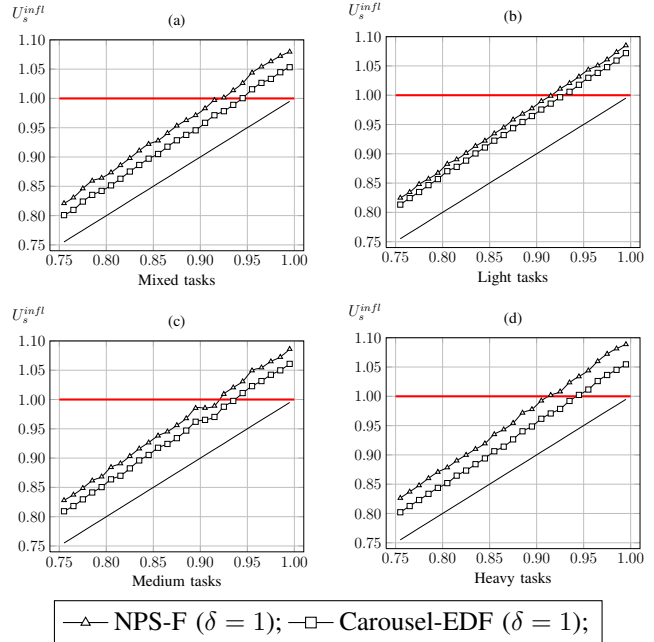 U_s^{infl} (a)
1.10
1.05
1.00
0.95
0.90
0.85
0.80
0.75
0.75 0.80 0.85 0.90 0.95 1.00
Mixed tasks
U_s^{infl} (b)
1.10
1.05
1.00
0.95
0.90
0.85
0.80
0.75
0.75 0.80 0.85 0.90 0.95 1.00
Light tasks
U_s^{infl} (c)
1.10
1.05
1.00
0.95
0.90
0.85
0.80
0.75
0.75 0.80 0.85 0.90 0.95 1.00
Medium tasks
U_s^{infl} (d)
1.10
1.05
1.00
0.95
0.90
0.85
0.80
0.75
0.75 0.80 0.85 0.90 0.95 1.00
Heavy tasks
NPS-F (δ = 1); Carousel-EDF (δ = 1);